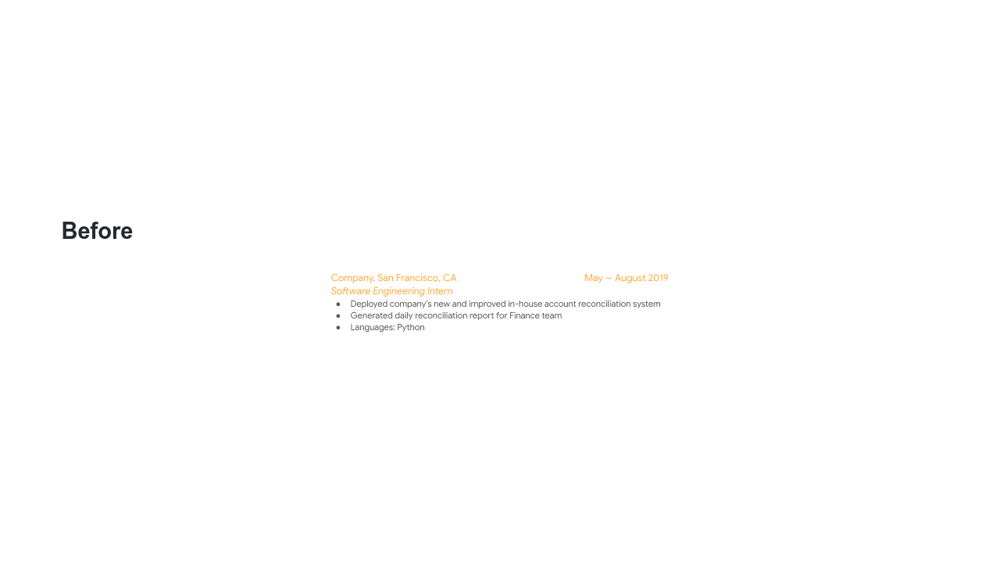 Before
Company, San Francisco, CA May — August 2019
Software Engineering Intern
● Deployed company's new and improved in-house account reconciliation system
● Generated daily reconciliation report for Finance team
● Languages: Python